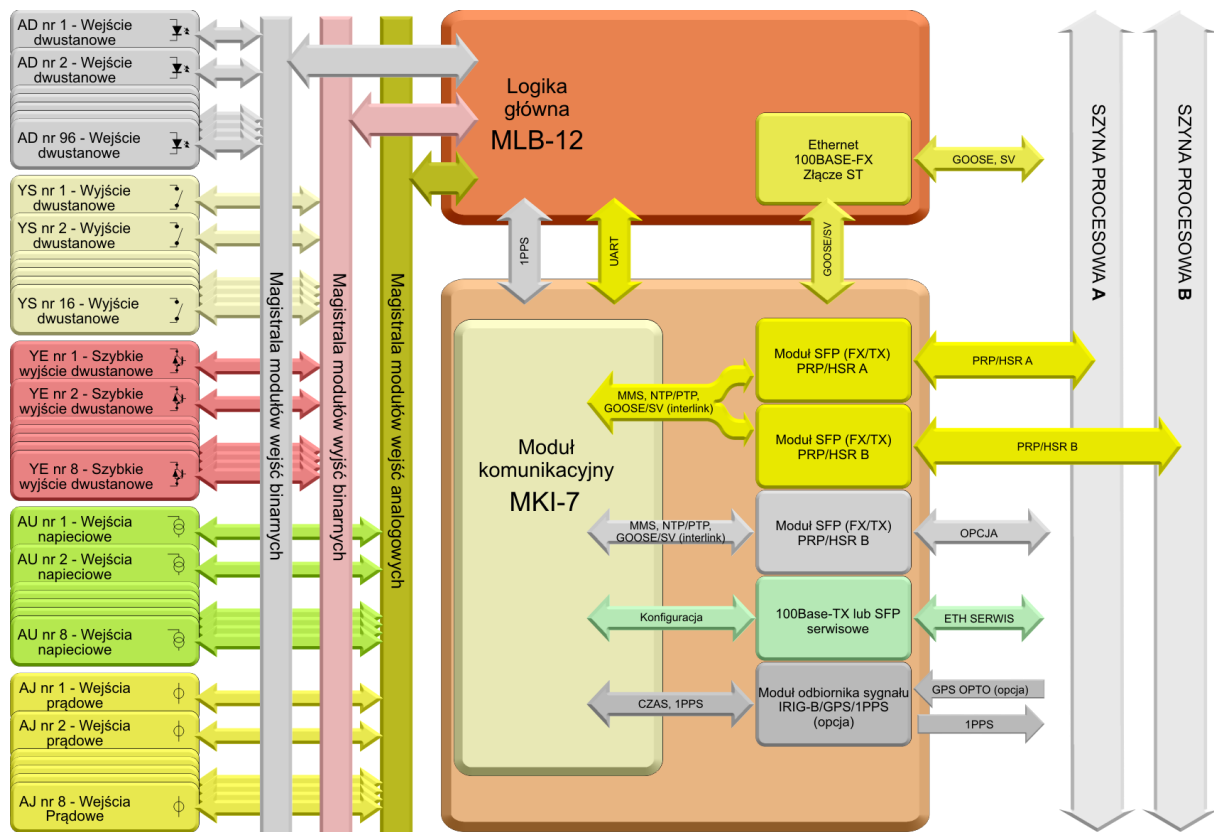 AD nr 1 - Wejście
dwustanowe
AD nr 2 - Wejście
dwustanowe
AD nr 96 - Wejście
dwustanowe
YS nr 1 - Wyjście
dwustanowe
YS nr 2 - Wyjście
dwustanowe
YS nr 16 - Wyjście
dwustanowe
YE nr 1 - Szybkie
wyjście dwustanowe
YE nr 2 - Szybkie
wyjście dwustanowe
YE nr 8 - Szybkie
wyjście dwustanowe
AU nr 1 - Wejścia
napieciowe
AU nr 2 - Wejścia
napieciowe
AU nr 8 - Wejścia
napieciowe
AJ nr 1 - Wejścia
prądowe
AJ nr 2 - Wejścia
prądowe
AJ nr 8 - Wejścia
Prądowe
Magistrala modułów wejść binarnych
Magistrala modułów wyjść binarnych
Magistrala modułów wejść analogowych
Logika
główna
MLB-12
Ethernet
100BASE-FX
Złącze ST
GOOSE, SV
1PPS
UART
GOOSE/SV
Moduł
komunikacyjny
MKI-7
MMS, NTP/PTP,
GOOSE/SV (interlink)
Moduł SFP (FX/TX)
PRP/HSR A
PRP/HSR A
Moduł SFP (FX/TX)
PRP/HSR B
PRP/HSR B
MMS, NTP/PTP,
GOOSE/SV (interlink)
Moduł SFP (FX/TX)
PRP/HSR B
OPCJA
Konfiguracja
100Base-TX lub SFP
serwisowe
ETH SERWIS
CZAS, 1PPS
Moduł odbiornika sygnału
IRIG-B/GPS/1PPS
(opcja)
GPS OPTO (opcja)
1PPS
SZYNA PROCESOWA A
SZYNA PROCESOWA B